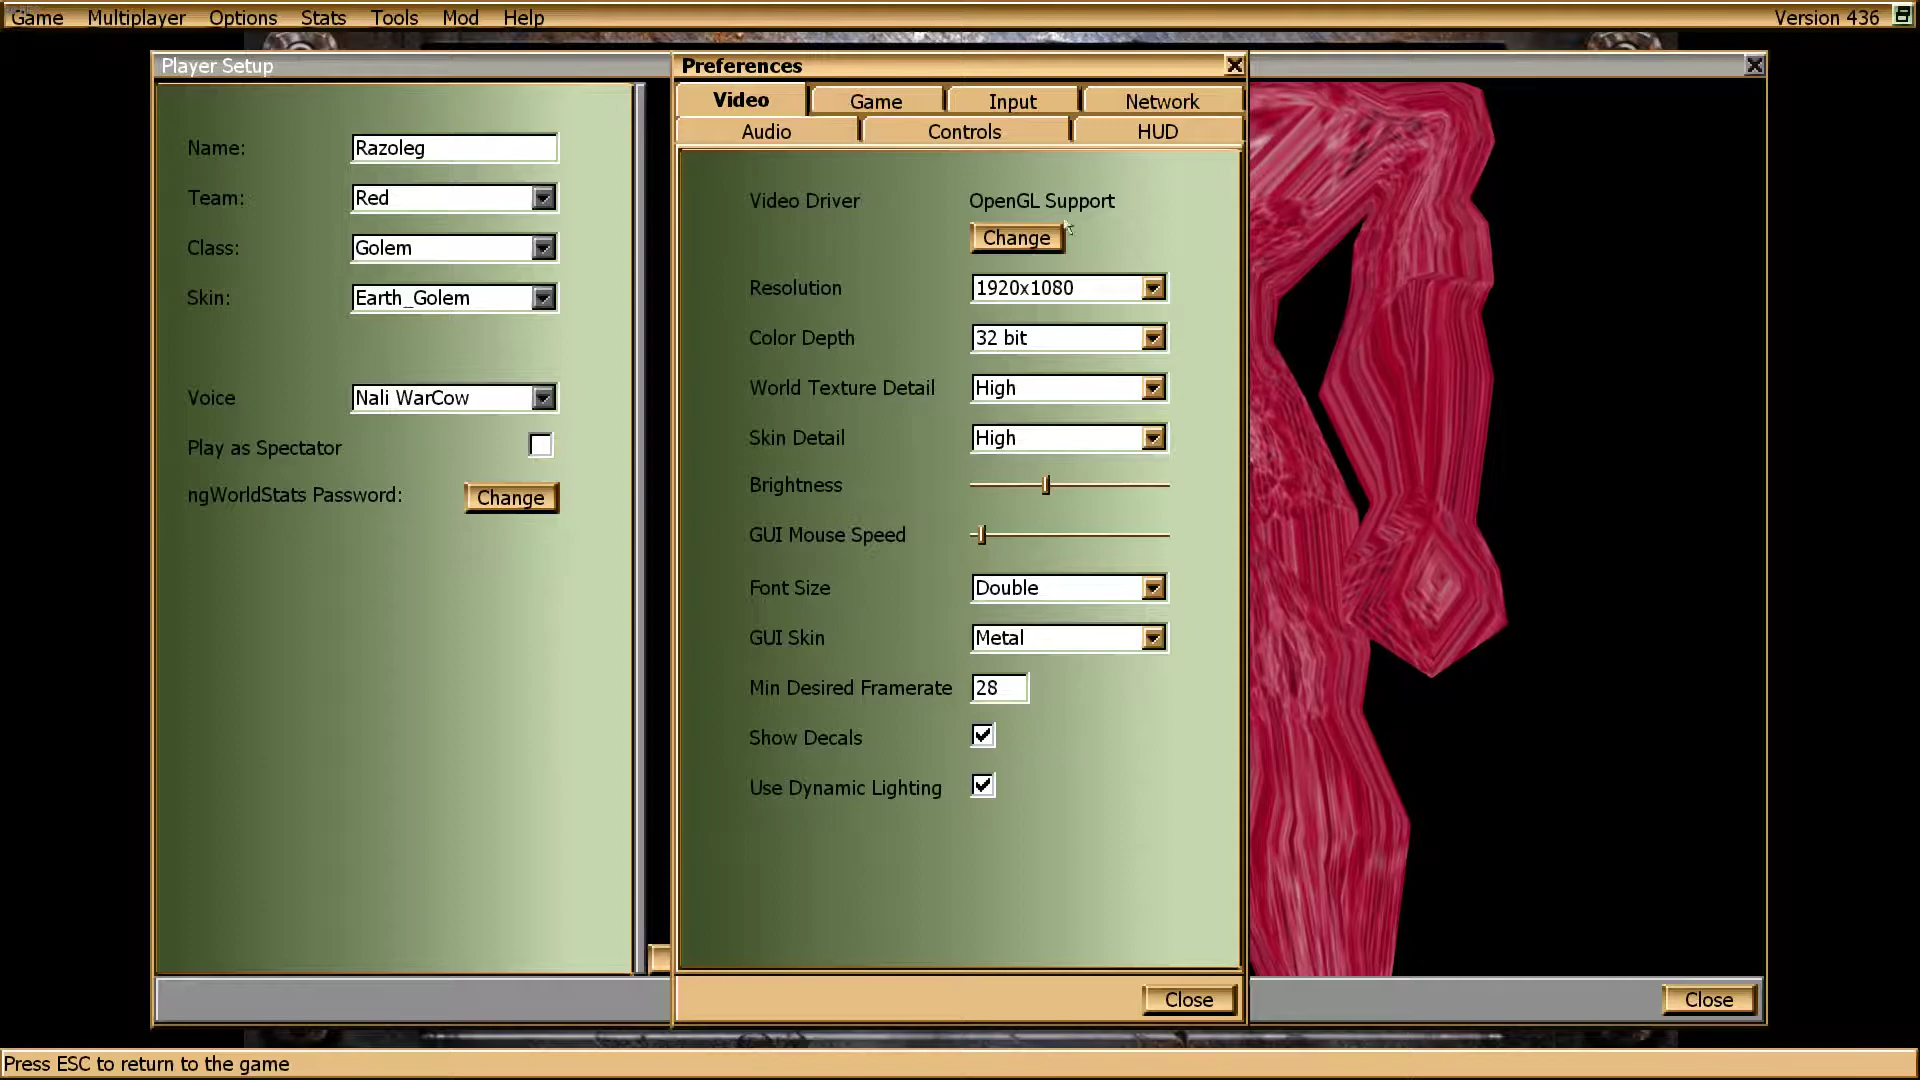 Game Multiplayer Options Stats Tools Mod Help Version 436
Player Setup
Name: Razoleg
Team: Red
Class: Golem
Skin: Earth_Golem
Voice Nali WarCow
Play as Spectator
ngWorldStats Password: Change
Preferences
Video Game Input Network
Audio Controls HUD
Video Driver OpenGL Support
Change
Resolution 1920x1080
Color Depth 32 bit
World Texture Detail High
Skin Detail High
Brightness
GUI Mouse Speed
Font Size Double
GUI Skin Metal
Min Desired Framerate 28
Show Decals
Use Dynamic Lighting
Close
Close
Press ESC to return to the game